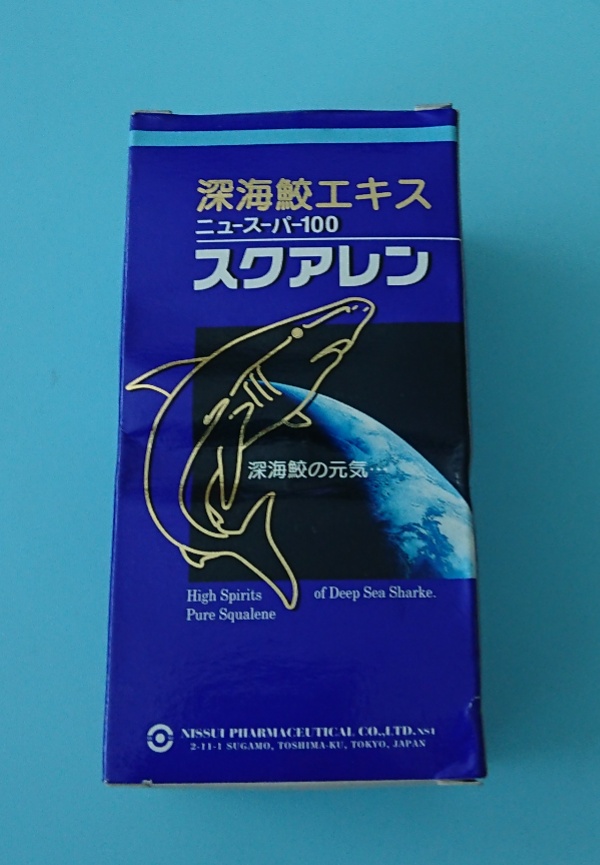 深海鮫エキス
ニュースーパー100
スクアレン
深海鮫の元気…
High Spirits of Deep Sea Sharke.
Pure Squalene
NISSUI PHARMACEUTICAL CO.,LTD. NS1
2-11-1 SUGAMO, TOSHIMA-KU, TOKYO, JAPAN